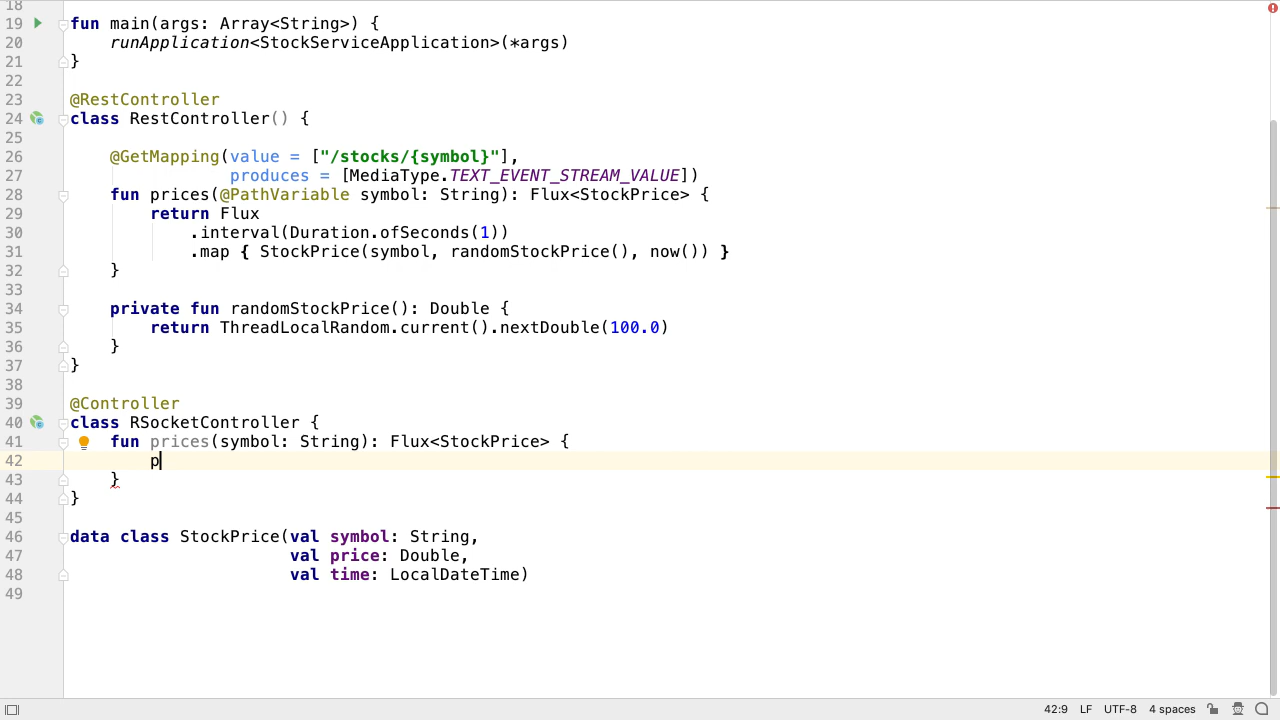 18
19 fun main(args: Array<String>) {
20 runApplication<StockServiceApplication>(*args)
21 }
22
23 @RestController
24 class RestController() {
25
26 @GetMapping(value = ["/stocks/{symbol}"],
27 produces = [MediaType.TEXT_EVENT_STREAM_VALUE])
28 fun prices(@PathVariable symbol: String): Flux<StockPrice> {
29 return Flux
30 .interval(Duration.ofSeconds(1))
31 .map { StockPrice(symbol, randomStockPrice(), now()) }
32 }
33
34 private fun randomStockPrice(): Double {
35 return ThreadLocalRandom.current().nextDouble(100.0)
36 }
37 }
38
39 @Controller
40 class RSocketController {
41 fun prices(symbol: String): Flux<StockPrice> {
42 p
43 }
44 }
45
46 data class StockPrice(val symbol: String,
47 val price: Double,
48 val time: LocalDateTime)
49
42:9 LF UTF-8 4 spaces